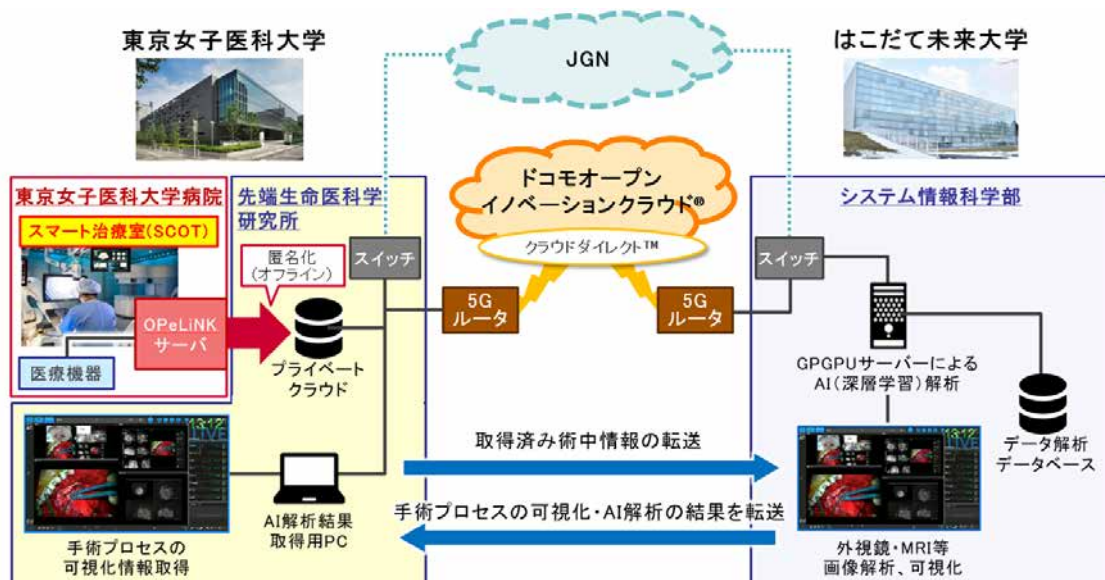 東京女子医科大学
JGN
はこだて未来大学
ドコモオープン
イノベーションクラウド®
クラウドダイレクト™
東京女子医科大学病院
スマート治療室(SCOT)
OPeLiNK
サーバ
医療機器
先端生命医科学
研究所
匿名化
(オフライン)
スイッチ
プライベート
クラウド
5G
ルータ
5G
ルータ
システム情報科学部
スイッチ
GPGPUサーバーによる
AI(深層学習)解析
データ解析
データベース
取得済み術中情報の転送
手術プロセスの可視化・AI解析の結果を転送
13:12
LIVE
手術プロセスの
可視化情報取得
AI解析結果
取得用PC
13:12
LIVE
外視鏡・MRI等
画像解析、可視化